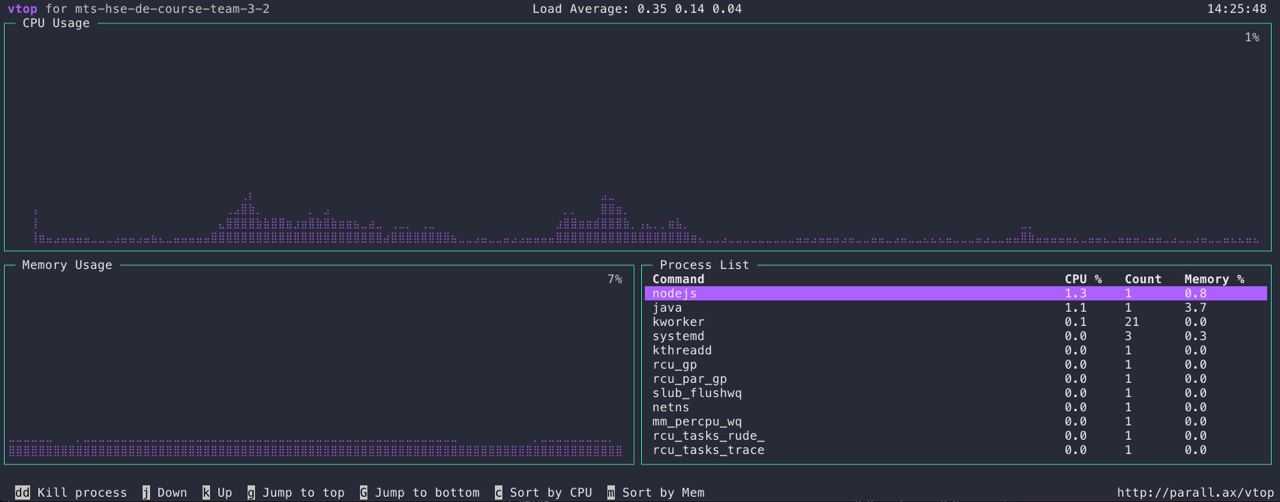 vtop for mts-hse-de-course-team-3-2 Load Average: 0.35 0.14 0.04 14:25:48
CPU Usage
1%
Memory Usage
7%
Process List
Command CPU % Count Memory %
nodejs 1.3 1 0.8
java 1.1 1 3.7
kworker 0.1 21 0.0
systemd 0.0 3 0.3
kthreadd 0.0 1 0.0
rcu_gp 0.0 1 0.0
rcu_par_gp 0.0 1 0.0
slub_flushwq 0.0 1 0.0
netns 0.0 1 0.0
mm_percpu_wq 0.0 1 0.0
rcu_tasks_rude_ 0.0 1 0.0
rcu_tasks_trace 0.0 1 0.0
dd Kill process j Down k Up g Jump to top G Jump to bottom c Sort by CPU m Sort by Mem http://parall.ax/vtop